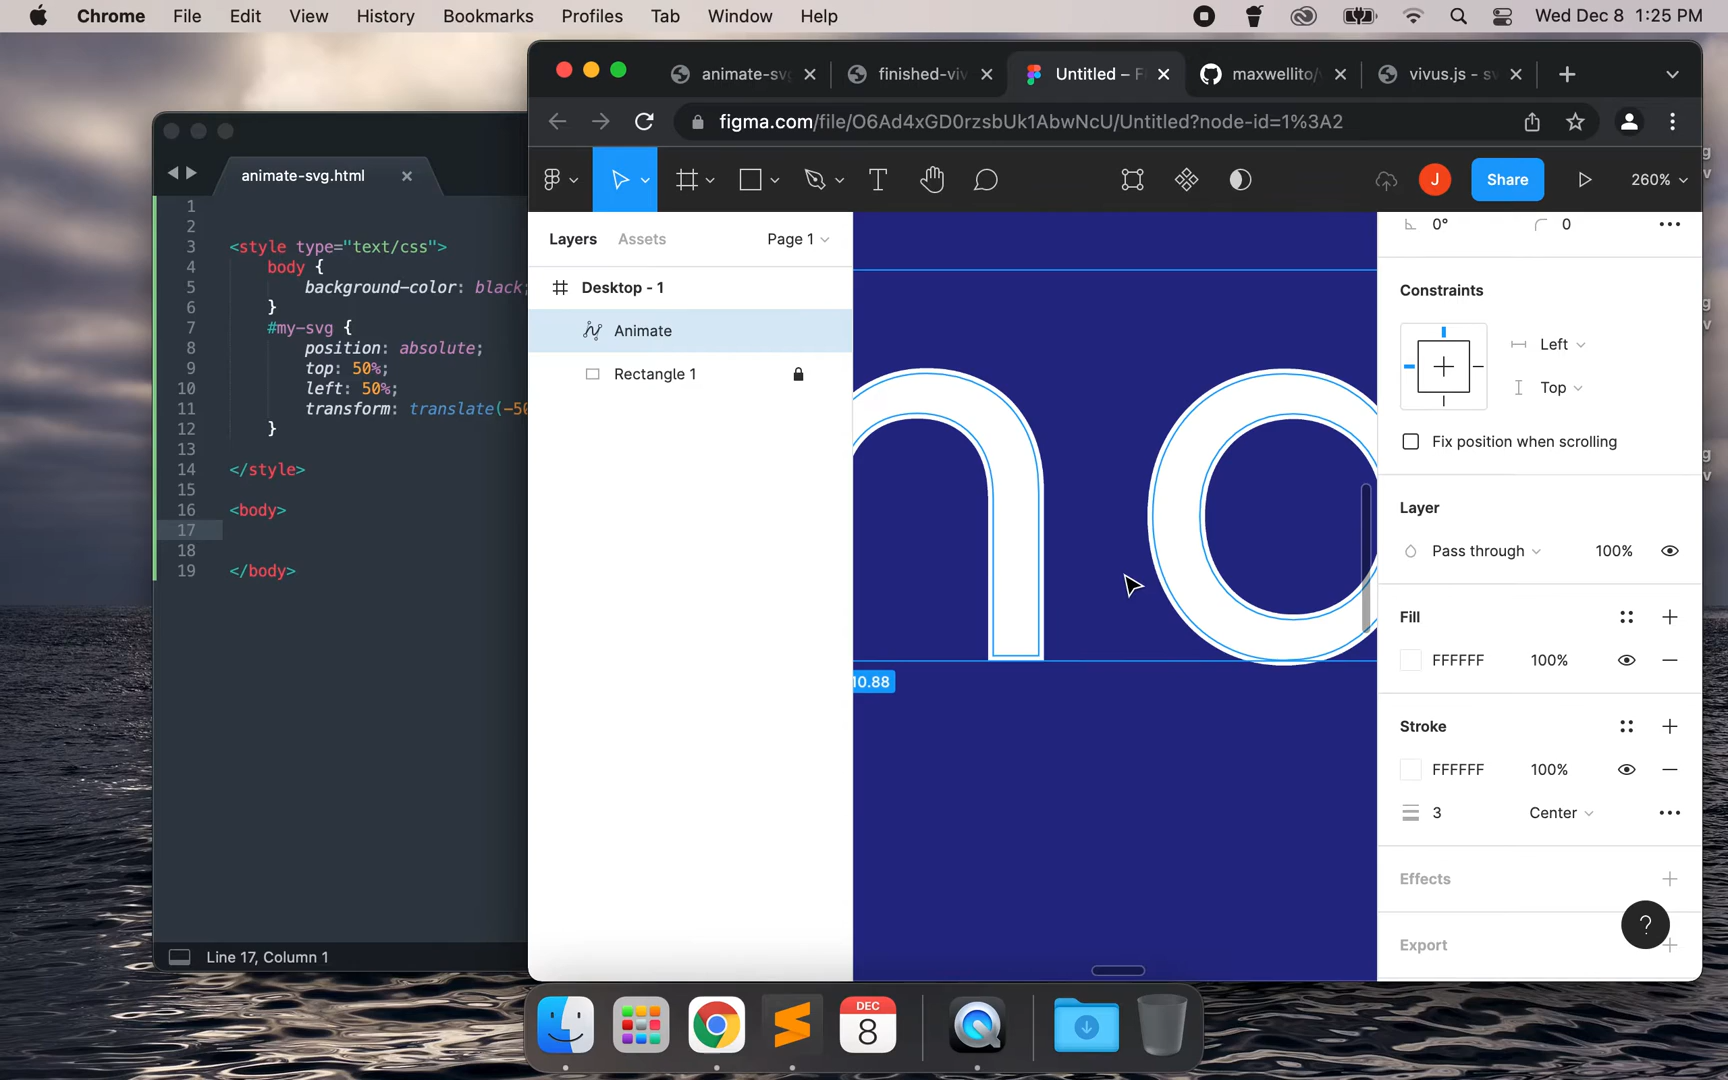 Chrome File Edit View History Bookmarks Profiles Tab Window Help Wed Dec 8 1:25 PM
animate-svg finished-viv Untitled – F maxwellito/ vivus.js - sv
figma.com/file/O6Ad4xGD0rzsbUk1AbwNcU/Untitled?node-id=1%3A2
J Share 260%
animate-svg.html
1
2
3 <style type="text/css">
4 body {
5 background-color: black;
6 }
7 #my-svg {
8 position: absolute;
9 top: 50%;
10 left: 50%;
11 transform: translate(-50
12 }
13
14 </style>
15
16 <body>
17
18
19 </body>
Line 17, Column 1
Layers Assets Page 1
Desktop - 1
Animate
Rectangle 1
10.88
0° 0
Constraints
Left
Top
Fix position when scrolling
Layer
Pass through 100%
Fill
FFFFFF 100%
Stroke
FFFFFF 100%
3 Center
Effects
Export
?
DEC
8